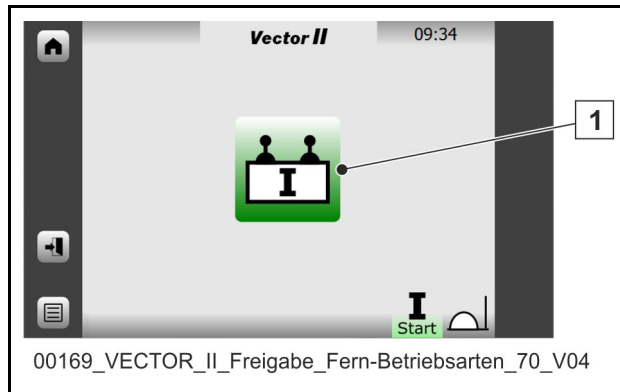 Vector II
09:34
1
I
I
Start
00169_VECTOR_II_Freigabe_Fern-Betriebsarten_70_V04